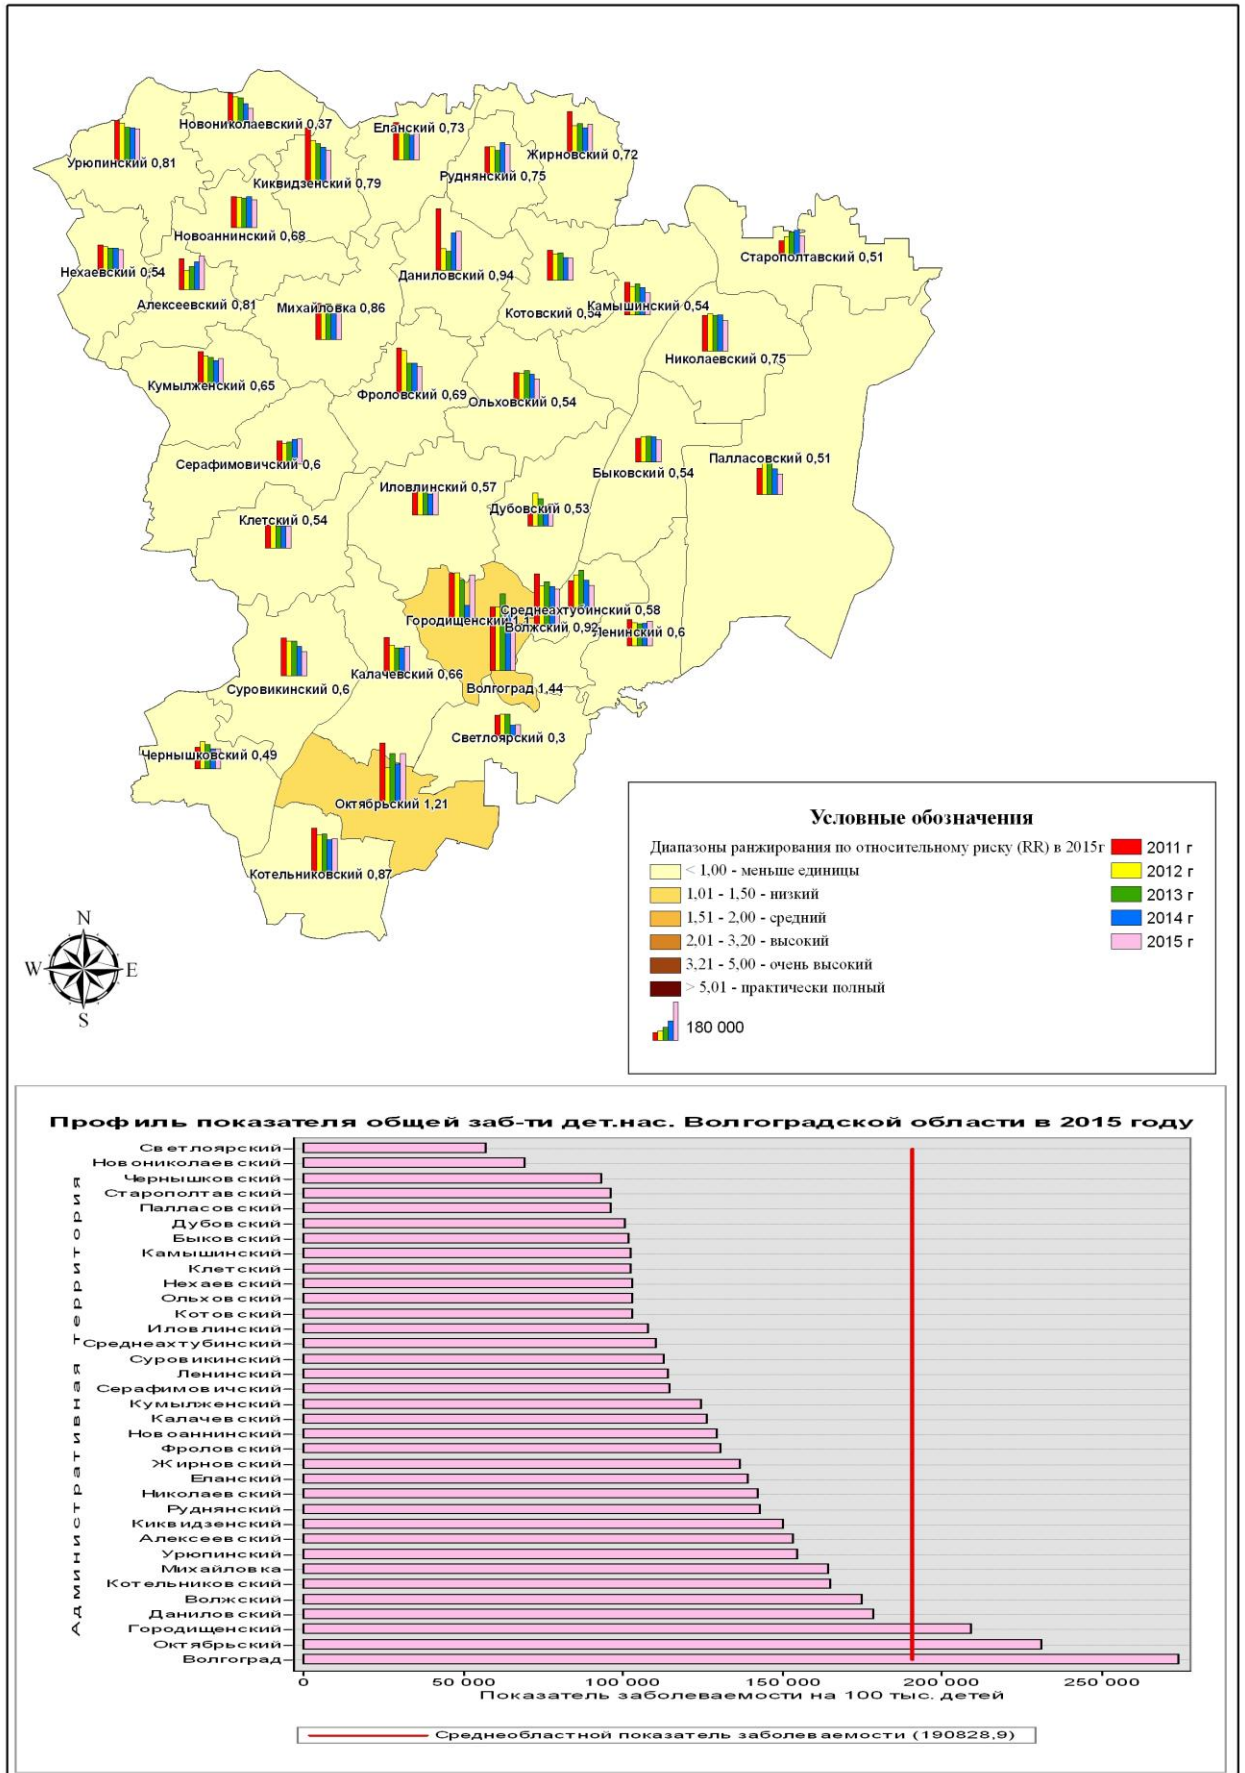 Новониколаевский 0,37
Еланский 0,73
Урюпинский 0,81
Киквидзенский 0,79
Руднянский 0,75
Жирновский 0,72
Новоаннинский 0,68
Старополтавский 0,51
Нехаевский 0,54
Даниловский 0,94
Алексеевский 0,81
Михайловка 0,86
Котовский 0,54
Камышинский 0,54
Николаевский 0,75
Кумылженский 0,65
Фроловский 0,69
Ольховский 0,54
Серафимовичский 0,6
Палласовский 0,51
Быковский 0,54
Иловлинский 0,57
Клетский 0,54
Дубовский 0,53
Среднеахтубинский 0,58
Городищенский 1,1
Волжский 0,92
Ленинский 0,6
Калачевский 0,66
Суровикинский 0,6
Волгоград 1,44
Светлоярский 0,3
Чернышковский 0,49
Октябрьский 1,21
Котельниковский 0,87
N
W
E
S
Условные обозначения
Диапазоны ранжирования по относительному риску (RR) в 2015г
< 1,00 - меньше единицы
1,01 - 1,50 - низкий
1,51 - 2,00 - средний
2,01 - 3,20 - высокий
3,21 - 5,00 - очень высокий
> 5,01 - практически полный
180 000
2011 г
2012 г
2013 г
2014 г
2015 г
Профиль показателя общей заб-ти дет.нас. Волгоградской области в 2015 году
Административная территория
Светлоярский
Новониколаевский
Чернышковский
Старополтавский
Палласовский
Дубовский
Быковский
Камышинский
Клетский
Нехаевский
Ольховский
Котовский
Иловлинский
Среднеахтубинский
Суровикинский
Ленинский
Серафимовичский
Кумылженский
Калачевский
Новоаннинский
Фроловский
Жирновский
Еланский
Николаевский
Руднянский
Киквидзенский
Алексеевский
Урюпинский
Михайловка
Котельниковский
Волжский
Даниловский
Городищенский
Октябрьский
Волгоград
0 50 000 100 000 150 000 200 000 250 000
Показатель заболеваемости на 100 тыс. детей
Среднеобластной показатель заболеваемости (190828,9)